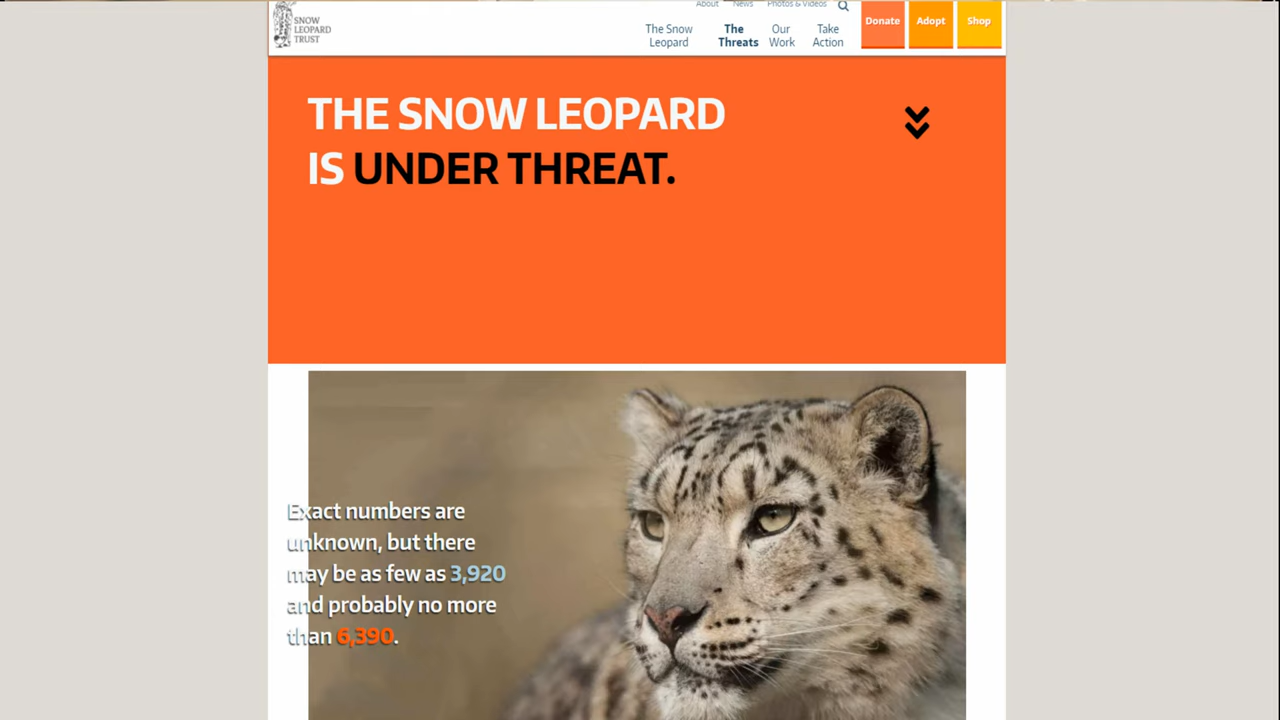 SNOW
LEOPARD
TRUST
About News Photos & Videos
The Snow
Leopard
The
Threats
Our
Work
Take
Action
Donate
Adopt
Shop
THE SNOW LEOPARD
IS UNDER THREAT.
Exact numbers are
unknown, but there
may be as few as 3,920
and probably no more
than 6,390.